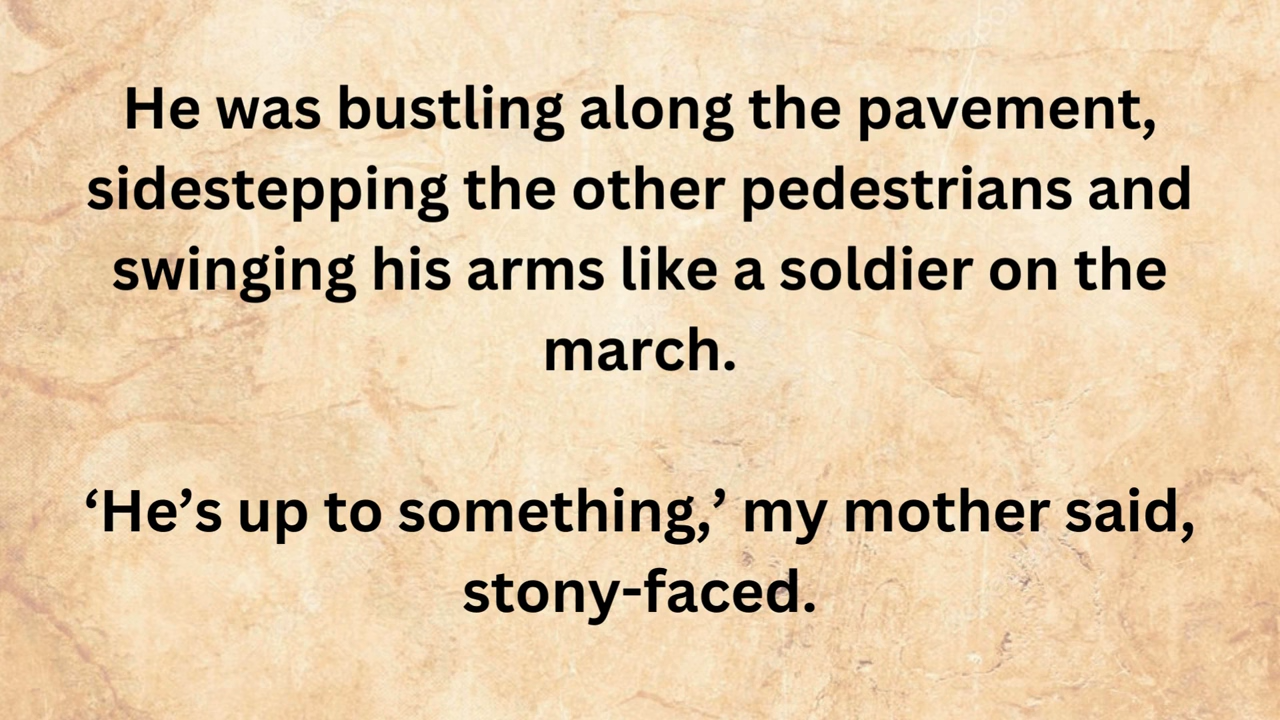 He was bustling along the pavement,
sidestepping the other pedestrians and
swinging his arms like a soldier on the
march.
‘He’s up to something,’ my mother said,
stony-faced.